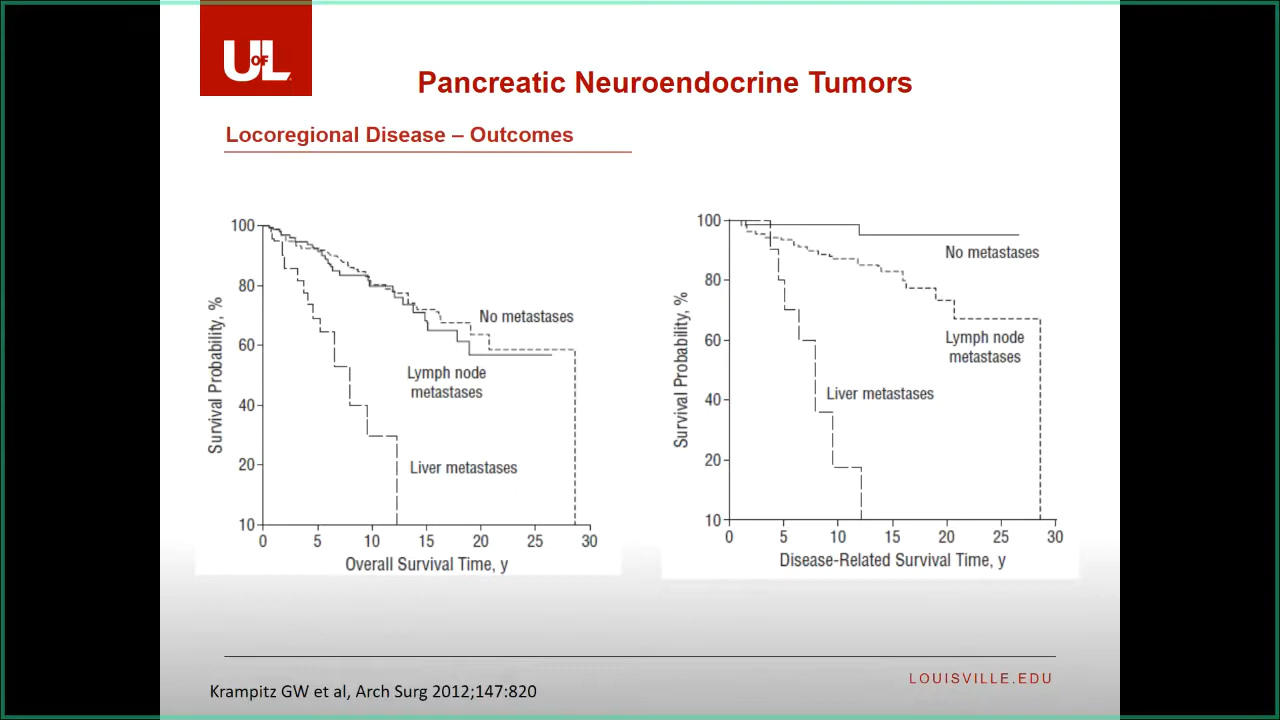 UofL
Pancreatic Neuroendocrine Tumors
Locoregional Disease – Outcomes
Survival Probability, %
100
80
60
40
20
10
0 5 10 15 20 25 30
Overall Survival Time, y
No metastases
Lymph node
metastases
Liver metastases
Survival Probability, %
100
80
60
40
20
10
0 5 10 15 20 25 30
Disease-Related Survival Time, y
No metastases
Lymph node
metastases
Liver metastases
Krampitz GW et al, Arch Surg 2012;147:820
LOUISVILLE.EDU